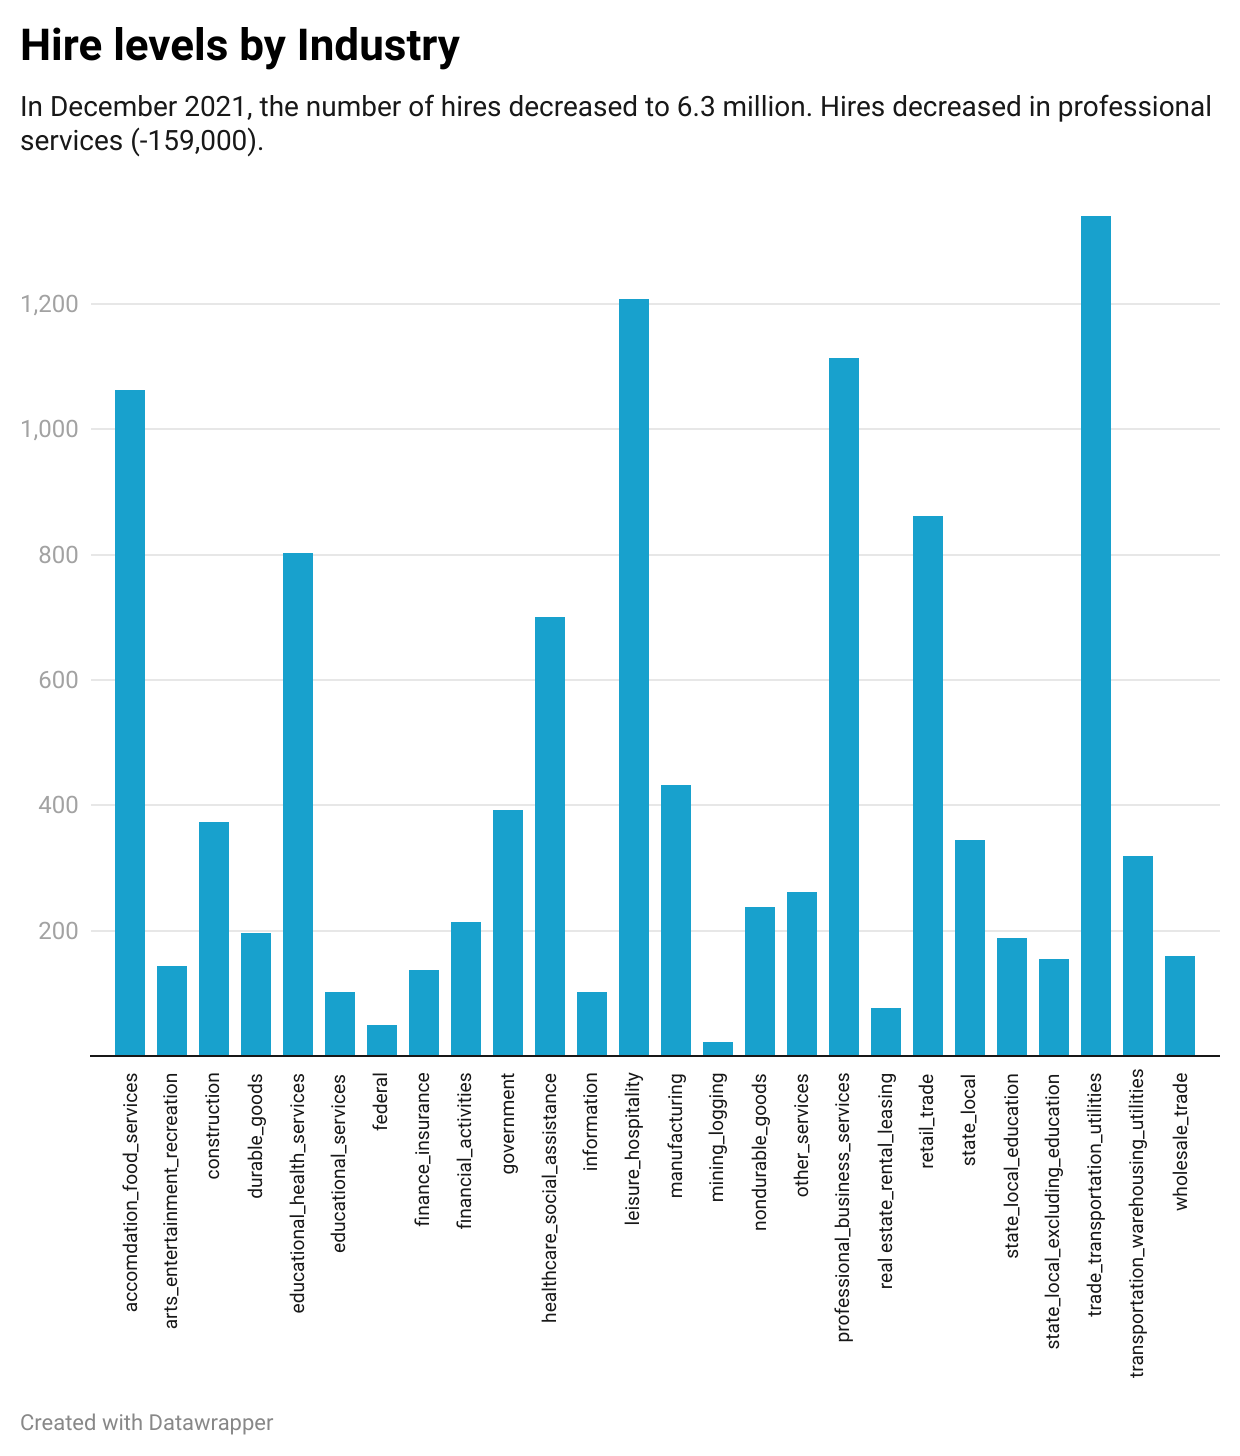 Hire levels by Industry
In December 2021, the number of hires decreased to 6.3 million. Hires decreased in professional
services (-159,000).
1,200
1,000
800
600
400
200
accomdation_food_services
arts_entertainment_recreation
construction
durable_goods
educational_health_services
educational_services
federal
finance_insurance
financial_activities
government
healthcare_social_assistance
information
leisure_hospitality
manufacturing
mining_logging
nondurable_goods
other_services
professional_business_services
real estate_rental_leasing
retail_trade
state_local
state_local_education
state_local_excluding_education
trade_transportation_utilities
transportation_warehousing_utilities
wholesale_trade
Created with Datawrapper